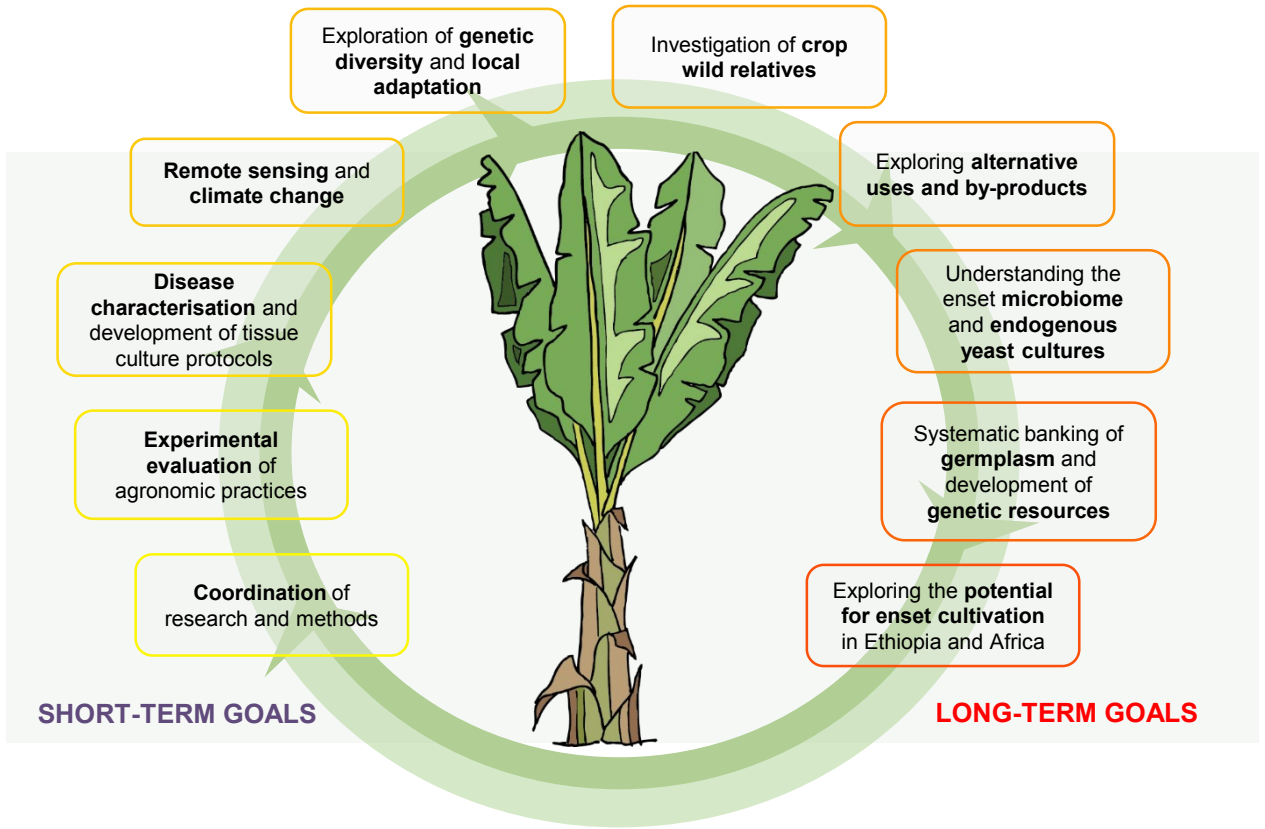 Exploration of genetic
diversity and local
adaptation
Investigation of crop
wild relatives
Remote sensing and
climate change
Exploring alternative
uses and by-products
Disease
characterisation and
development of tissue
culture protocols
Understanding the
enset microbiome
and endogenous
yeast cultures
Experimental
evaluation of
agronomic practices
Systematic banking of
germplasm and
development of
genetic resources
Coordination of
research and methods
Exploring the potential
for enset cultivation
in Ethiopia and Africa
SHORT-TERM GOALS
LONG-TERM GOALS